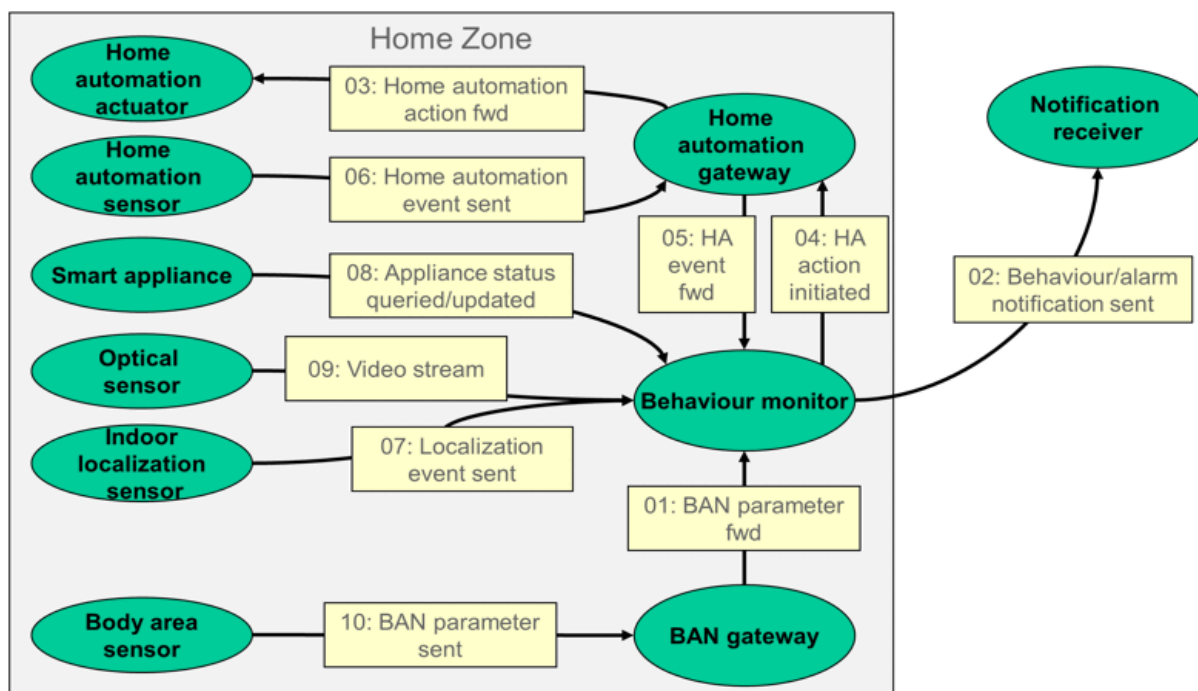 Home Zone
Home
automation
actuator
03: Home automation
action fwd
Home
automation
gateway
Notification
receiver
Home
automation
sensor
06: Home automation
event sent
05: HA
event
fwd
04: HA
action
initiated
02: Behaviour/alarm
notification sent
Smart appliance
08: Appliance status
queried/updated
Optical
sensor
09: Video stream
Behaviour monitor
Indoor
localization
sensor
07: Localization
event sent
01: BAN parameter
fwd
Body area
sensor
10: BAN parameter
sent
BAN gateway